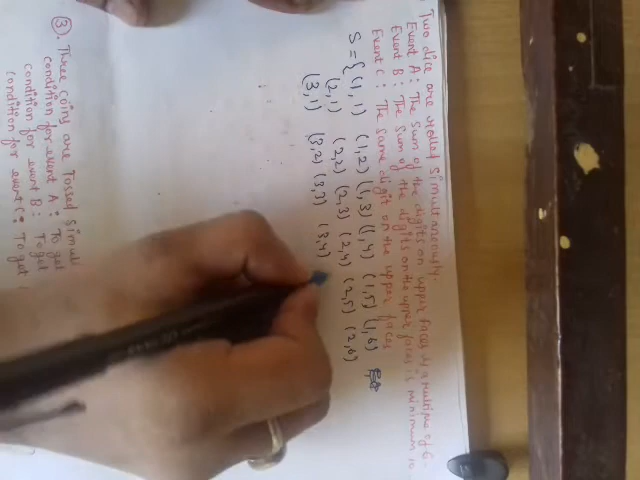 Two dice are rolled simultaneously.
Event A: The sum of the digits on upper faces is a multiple of 6.
Event B: The sum of the digits on the upper faces is minimum 10
Event C: The same digit on the upper faces
S = { (1,1) (1,2) (1,3) (1,4) (1,5) (1,6)
(2,1) (2,2) (2,3) (2,4) (2,5) (2,6)
(3,1) (3,2) (3,3) (3,4)
3. Three coins are Tossed simul
condition for event A: To get
condition for event B: To get
condition for event C: To get